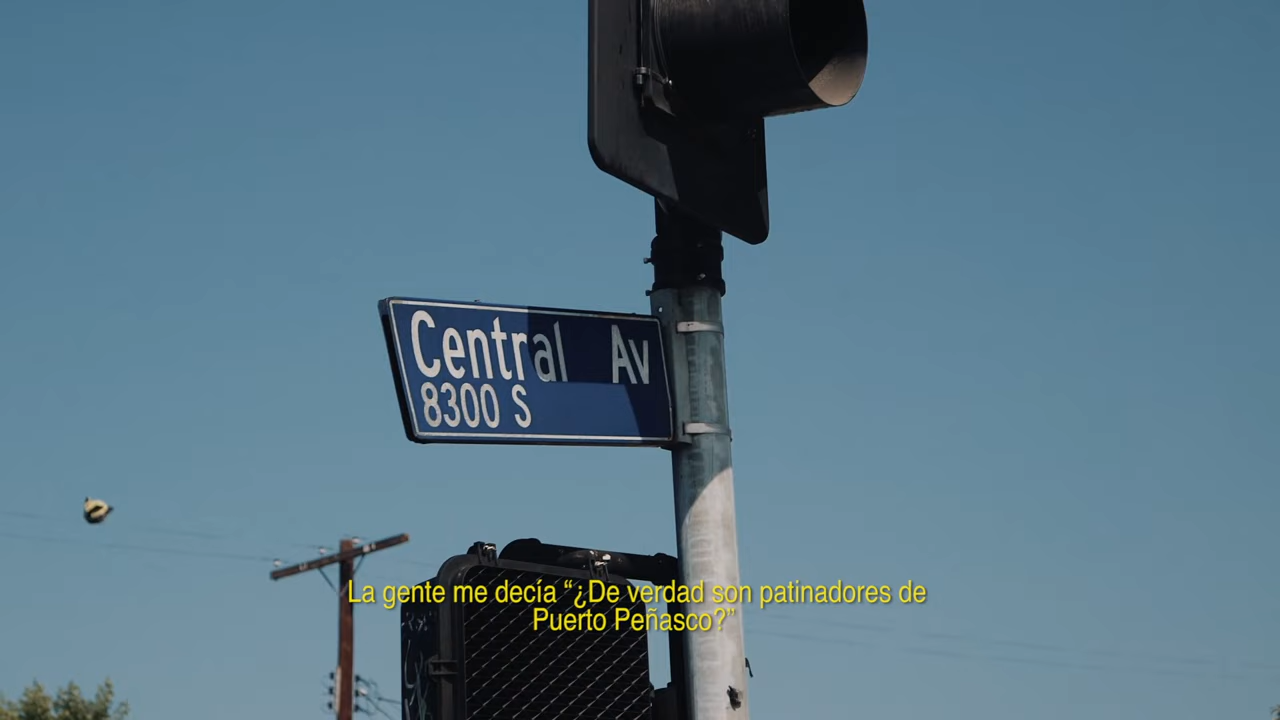 Central Av
8300 S
La gente me decía “¿De verdad son patinadores de
Puerto Peñasco?”